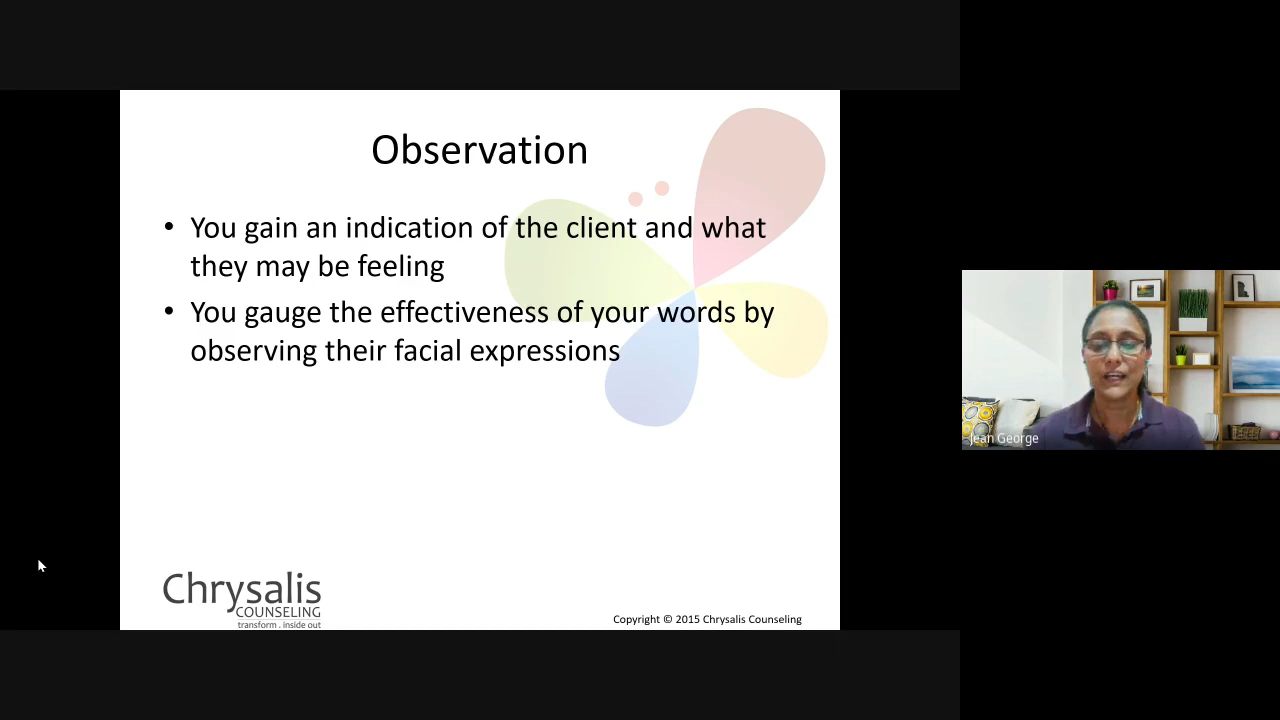 Observation
• You gain an indication of the client and what
they may be feeling
• You gauge the effectiveness of your words by
observing their facial expressions
Jean George
Chrysalis
COUNSELING
transform . inside out
Copyright © 2015 Chrysalis Counseling